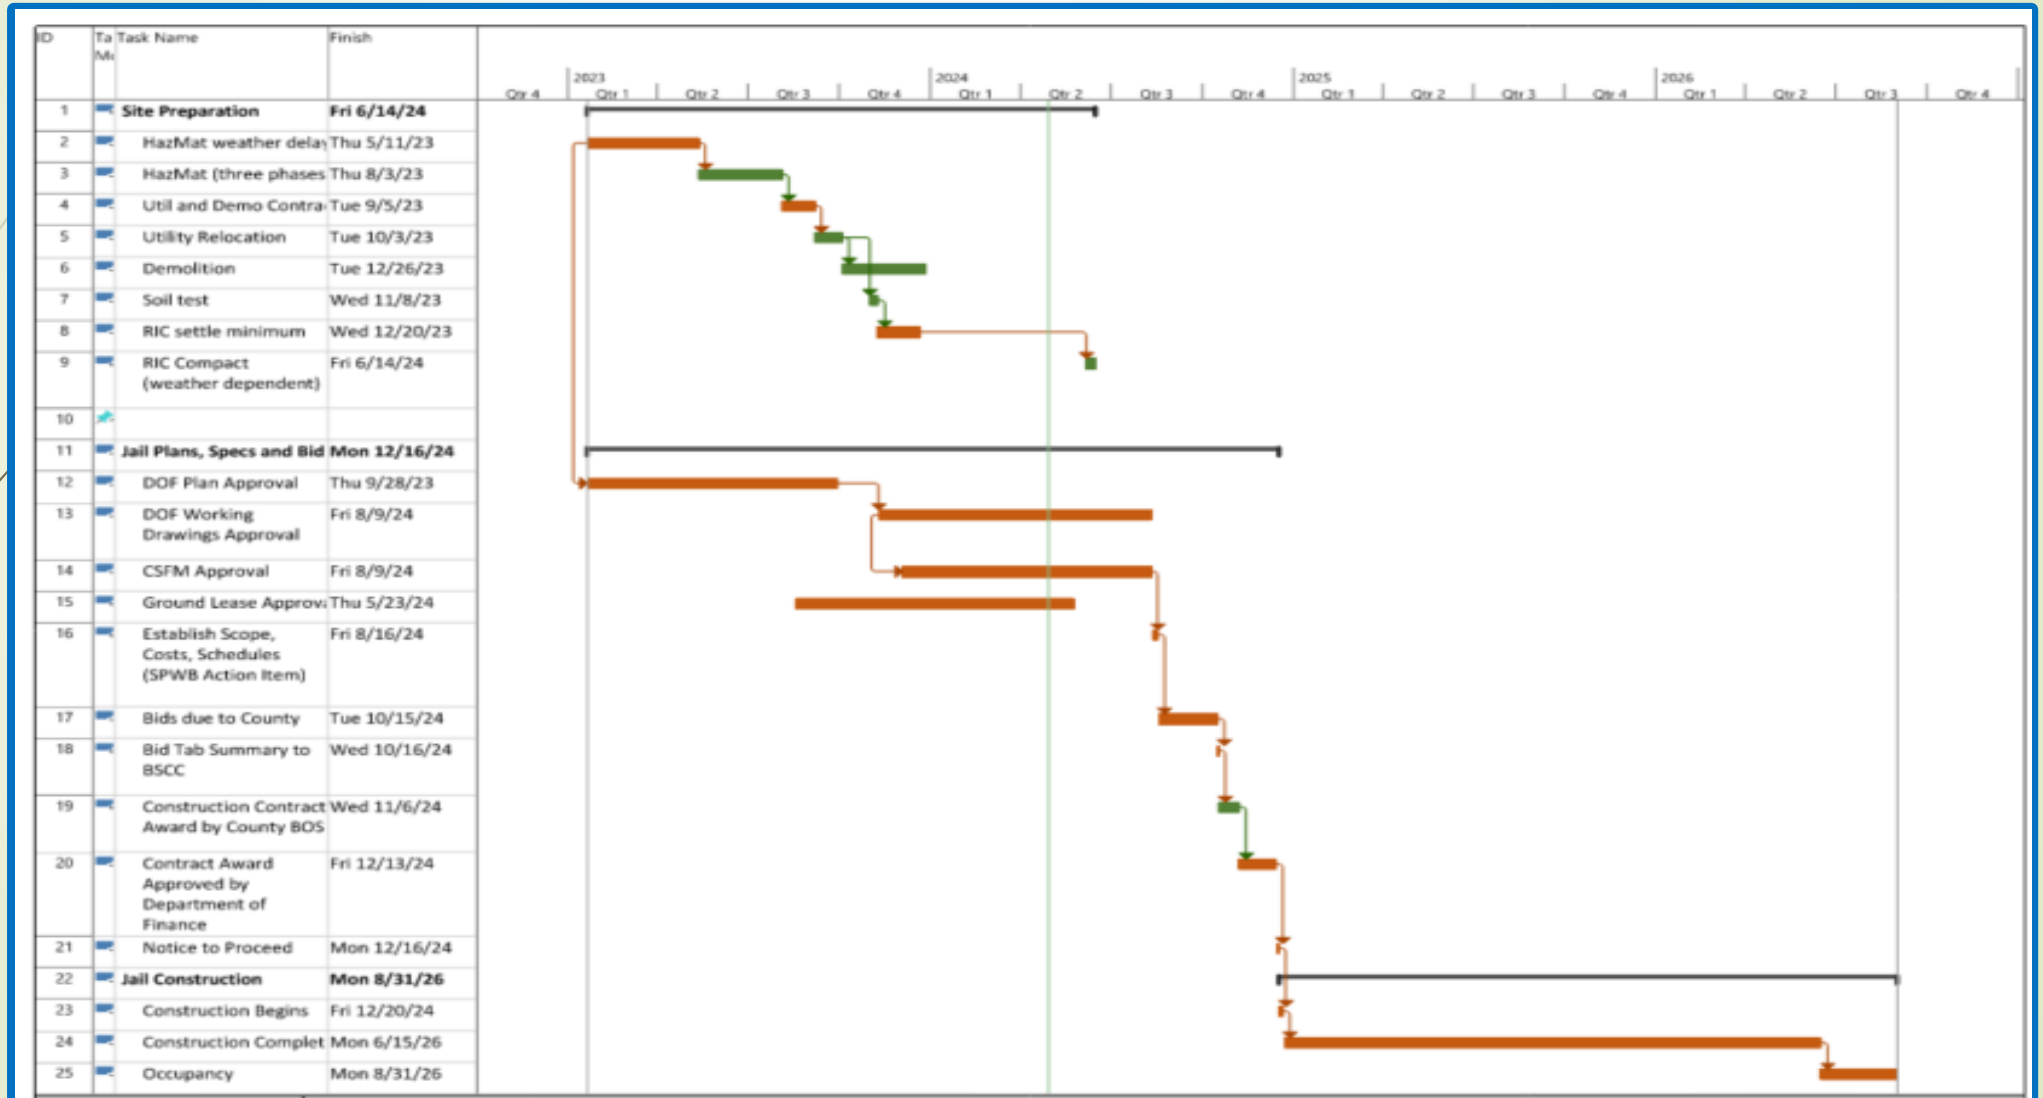 ID Ta Task Name Finish
Mo
2023 2024 2025 2026
Qtr 4 Qtr 1 Qtr 2 Qtr 3 Qtr 4 Qtr 1 Qtr 2 Qtr 3 Qtr 4 Qtr 1 Qtr 2 Qtr 3 Qtr 4 Qtr 1 Qtr 2 Qtr 3 Qtr 4
1 Site Preparation Fri 6/14/24
2 HazMat weather delay Thu 5/11/23
3 HazMat (three phases Thu 8/3/23
4 Util and Demo Contra Tue 9/5/23
5 Utility Relocation Tue 10/3/23
6 Demolition Tue 12/26/23
7 Soil test Wed 11/8/23
8 RIC settle minimum Wed 12/20/23
9 RIC Compact Fri 6/14/24
(weather dependent)
10
11 Jail Plans, Specs and Bid Mon 12/16/24
12 DOF Plan Approval Thu 9/28/23
13 DOF Working Fri 8/9/24
Drawings Approval
14 CSFM Approval Fri 8/9/24
15 Ground Lease Approva Thu 5/23/24
16 Establish Scope, Fri 8/16/24
Costs, Schedules
(SPWB Action Item)
17 Bids due to County Tue 10/15/24
18 Bid Tab Summary to Wed 10/16/24
BSCC
19 Construction Contract Wed 11/6/24
Award by County BOS
20 Contract Award Fri 12/13/24
Approved by
Department of
Finance
21 Notice to Proceed Mon 12/16/24
22 Jail Construction Mon 8/31/26
23 Construction Begins Fri 12/20/24
24 Construction Complet Mon 6/15/26
25 Occupancy Mon 8/31/26